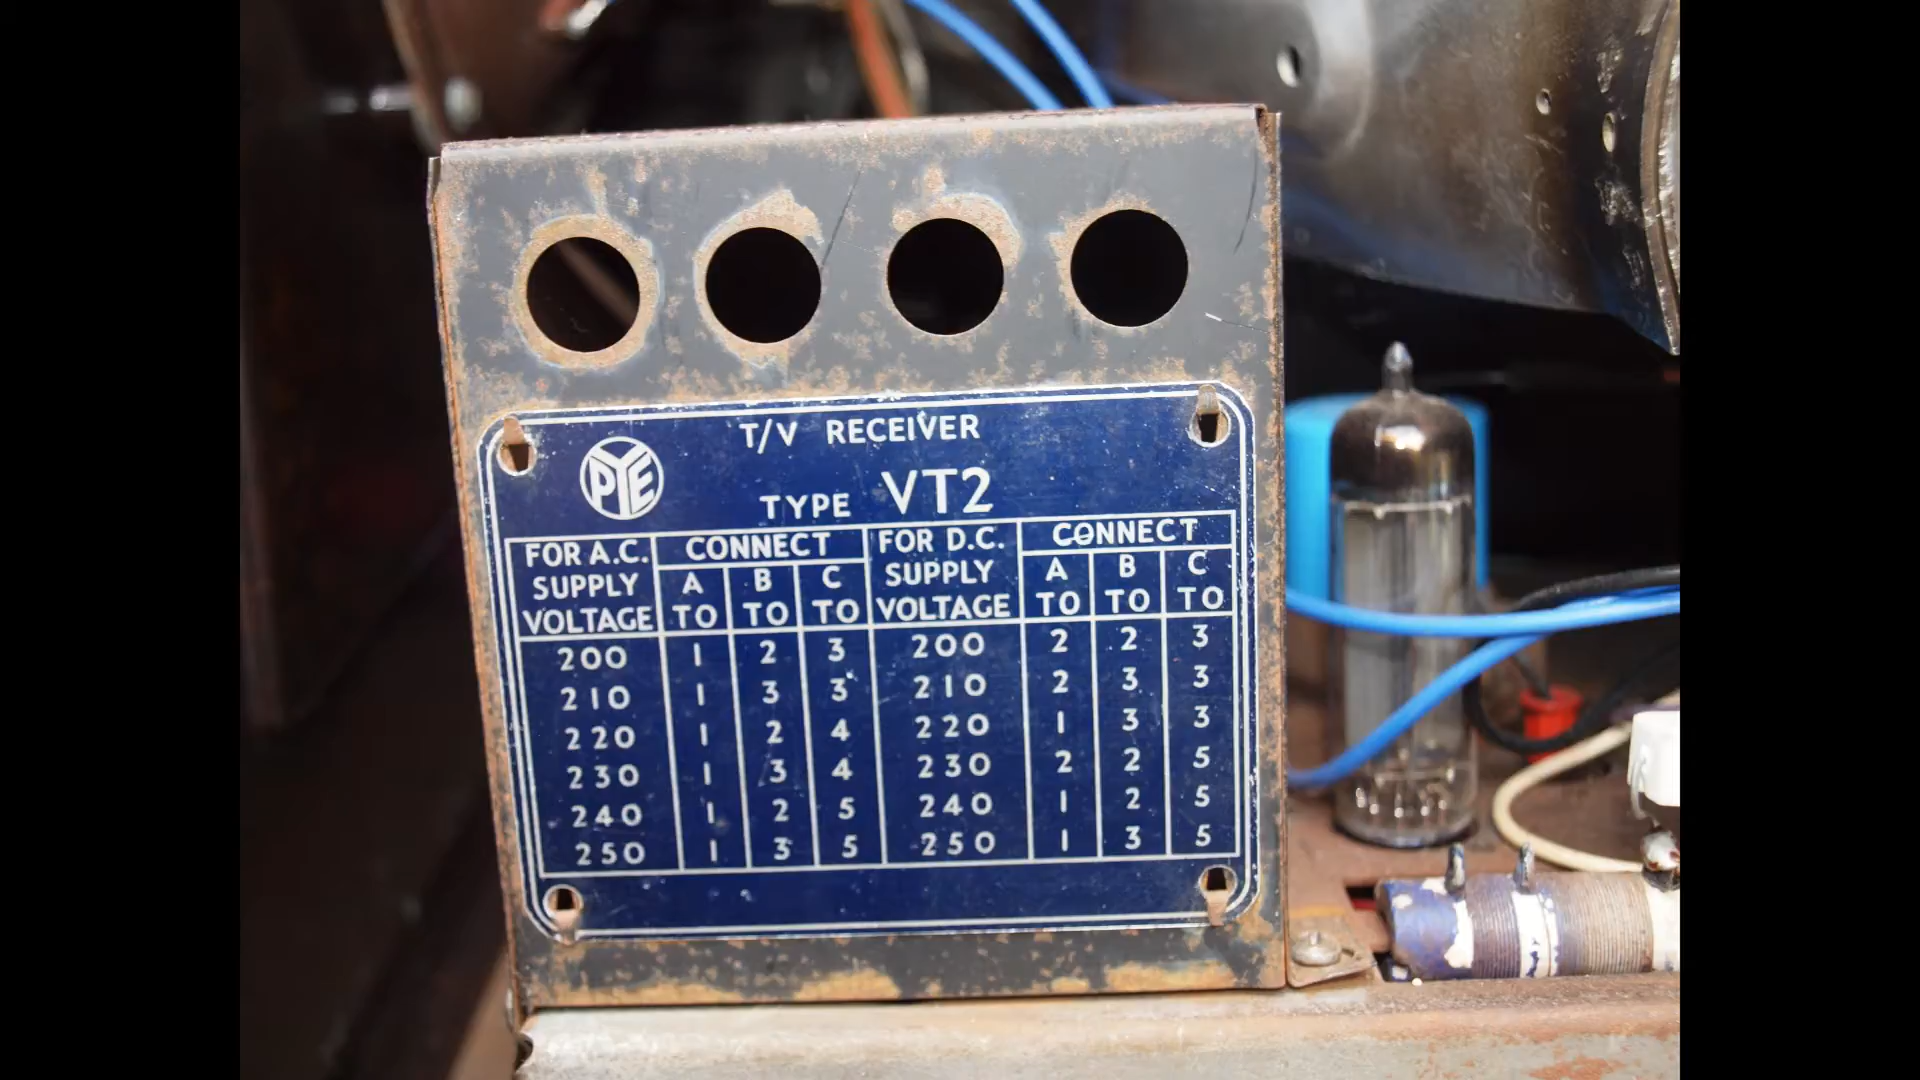 T/V RECEIVER
PYE
TYPE VT2
FOR A.C. SUPPLY VOLTAGE CONNECT FOR D.C. SUPPLY VOLTAGE CONNECT
A TO B TO C TO A TO B TO C TO
200 1 2 3 200 2 2 3
210 1 3 3 210 2 3 3
220 1 2 4 220 1 3 3
230 1 3 4 230 2 2 5
240 1 2 5 240 1 2 5
250 1 3 5 250 1 3 5